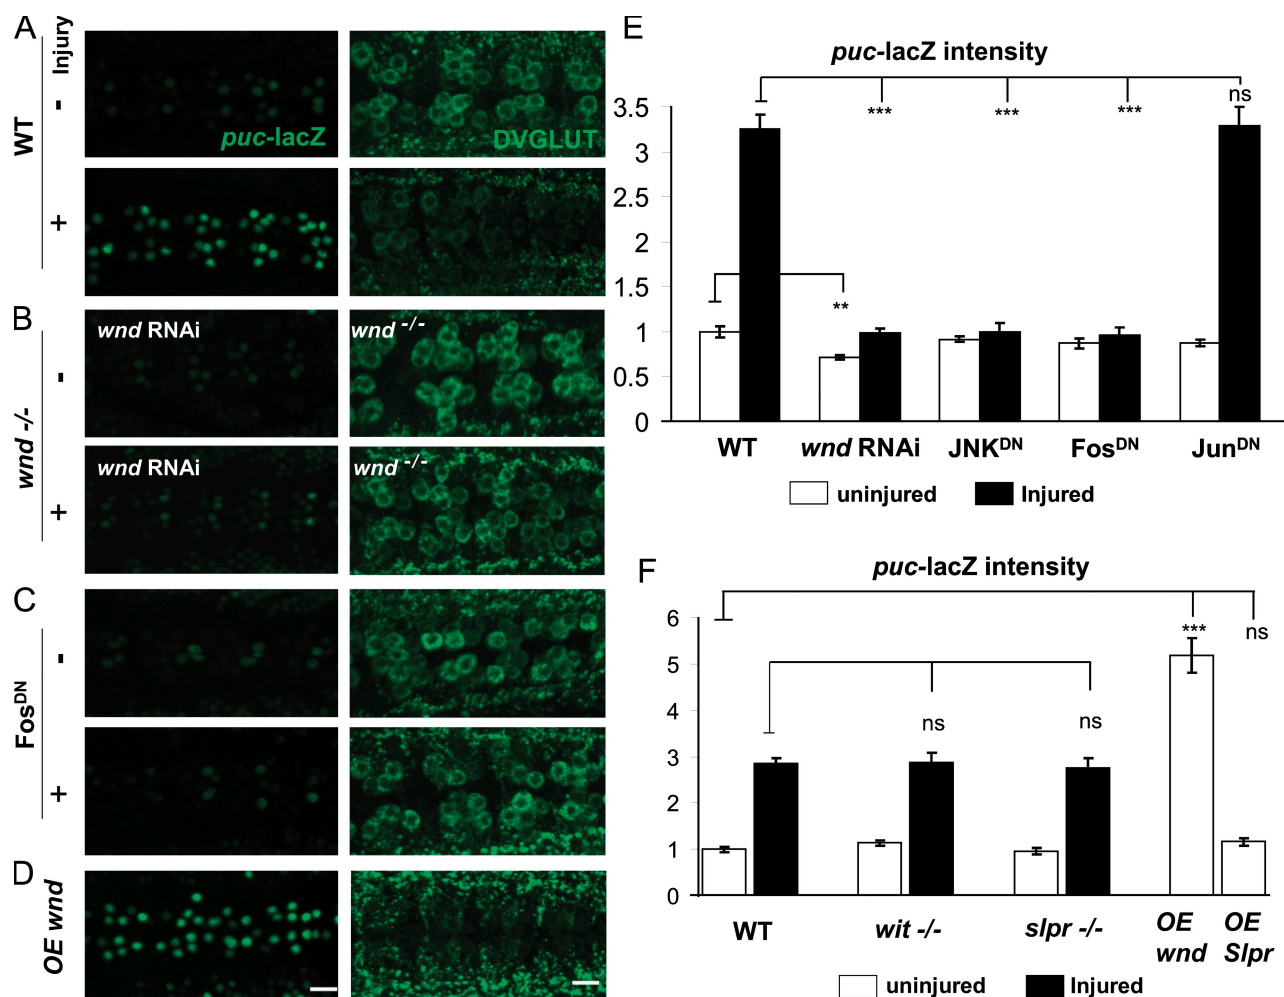 A
Injury
WT
-
puc-lacZ
DVGLUT
+
B
wnd -/-
wnd RNAi
wnd -/-
-
wnd RNAi
wnd -/-
+
C
FosDN
-
+
D
OE wnd
E
puc-lacZ intensity
*** *** *** ns
3.5
3
2.5
2
1.5
**
1
0.5
0
WT wnd RNAi JNKDN FosDN JunDN
uninjured Injured
F
puc-lacZ intensity
6
*** ns
5
4
ns ns
3
2
1
0
WT wit -/- slpr -/- OE wnd OE Slpr
uninjured Injured